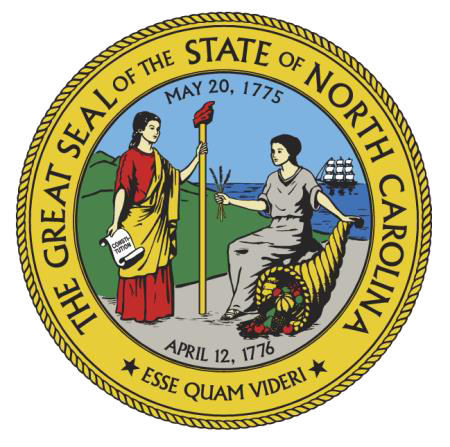 THE GREAT SEAL OF THE STATE OF NORTH CAROLINA
MAY 20, 1775
CONSTI
TUTION
APRIL 12, 1776
★ ESSE QUAM VIDERI ★